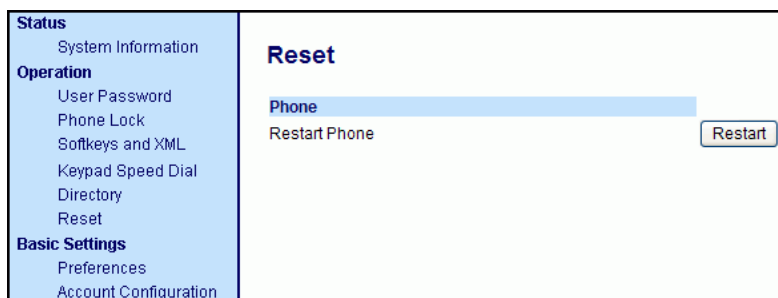 Status
System Information
Operation
User Password
Phone Lock
Softkeys and XML
Keypad Speed Dial
Directory
Reset
Basic Settings
Preferences
Account Configuration
Reset
Phone
Restart Phone
Restart